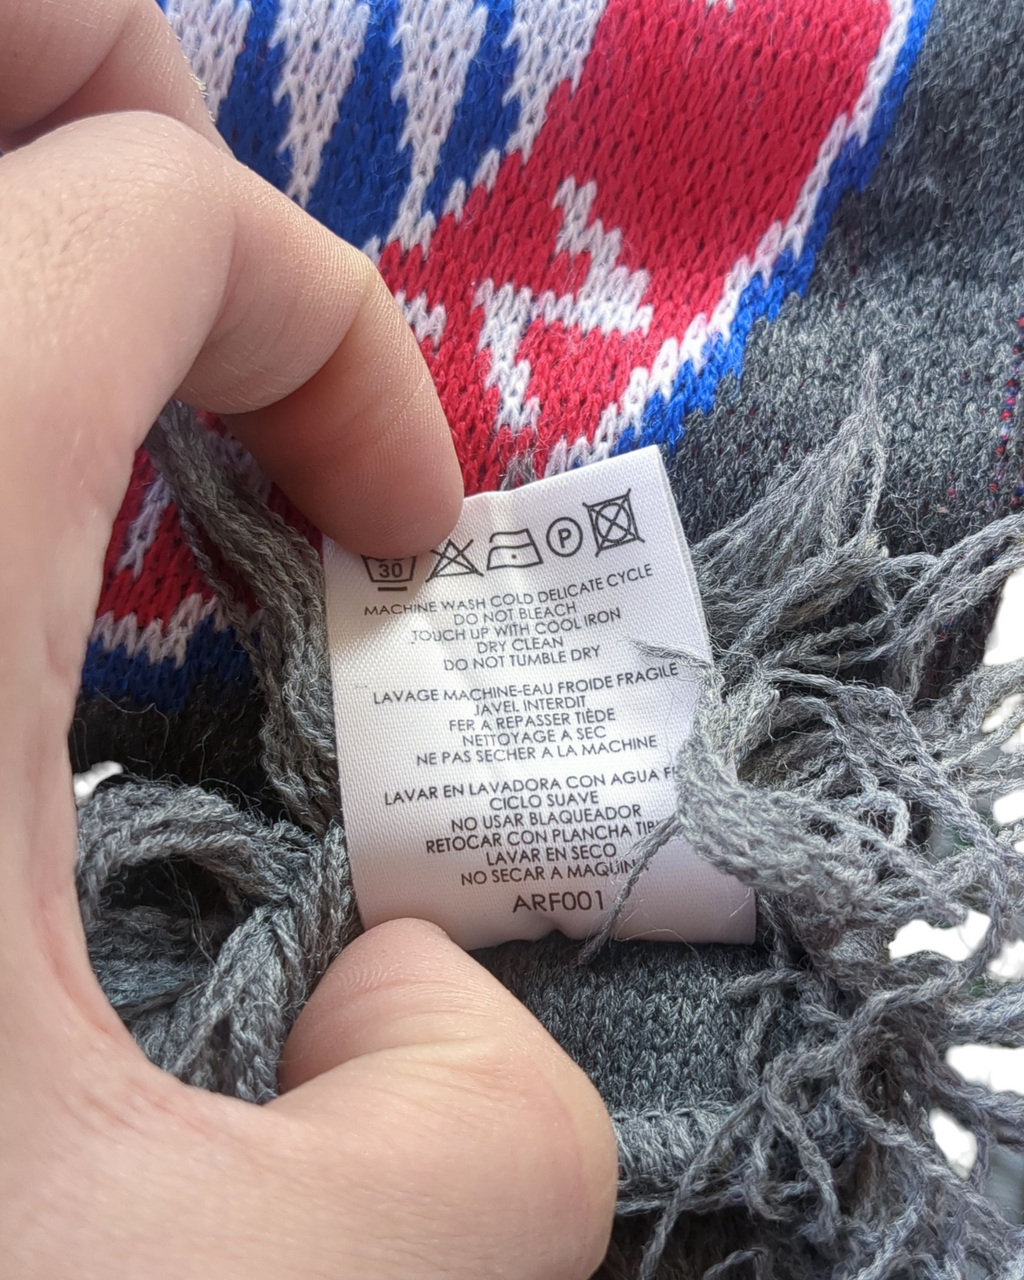 30
P
MACHINE WASH COLD DELICATE CYCLE
DO NOT BLEACH
TOUCH UP WITH COOL IRON
DRY CLEAN
DO NOT TUMBLE DRY
LAVAGE MACHINE-EAU FROIDE FRAGILE
JAVEL INTERDIT
FER A REPASSER TIÈDE
NETTOYAGE A SEC
NE PAS SECHER A LA MACHINE
LAVAR EN LAVADORA CON AGUA
CICLO SUAVE
NO USAR BLAQUEADOR
RETOCAR CON PLANCHA
LAVAR EN SECO
NO SECAR A MAQUINA
ARF001